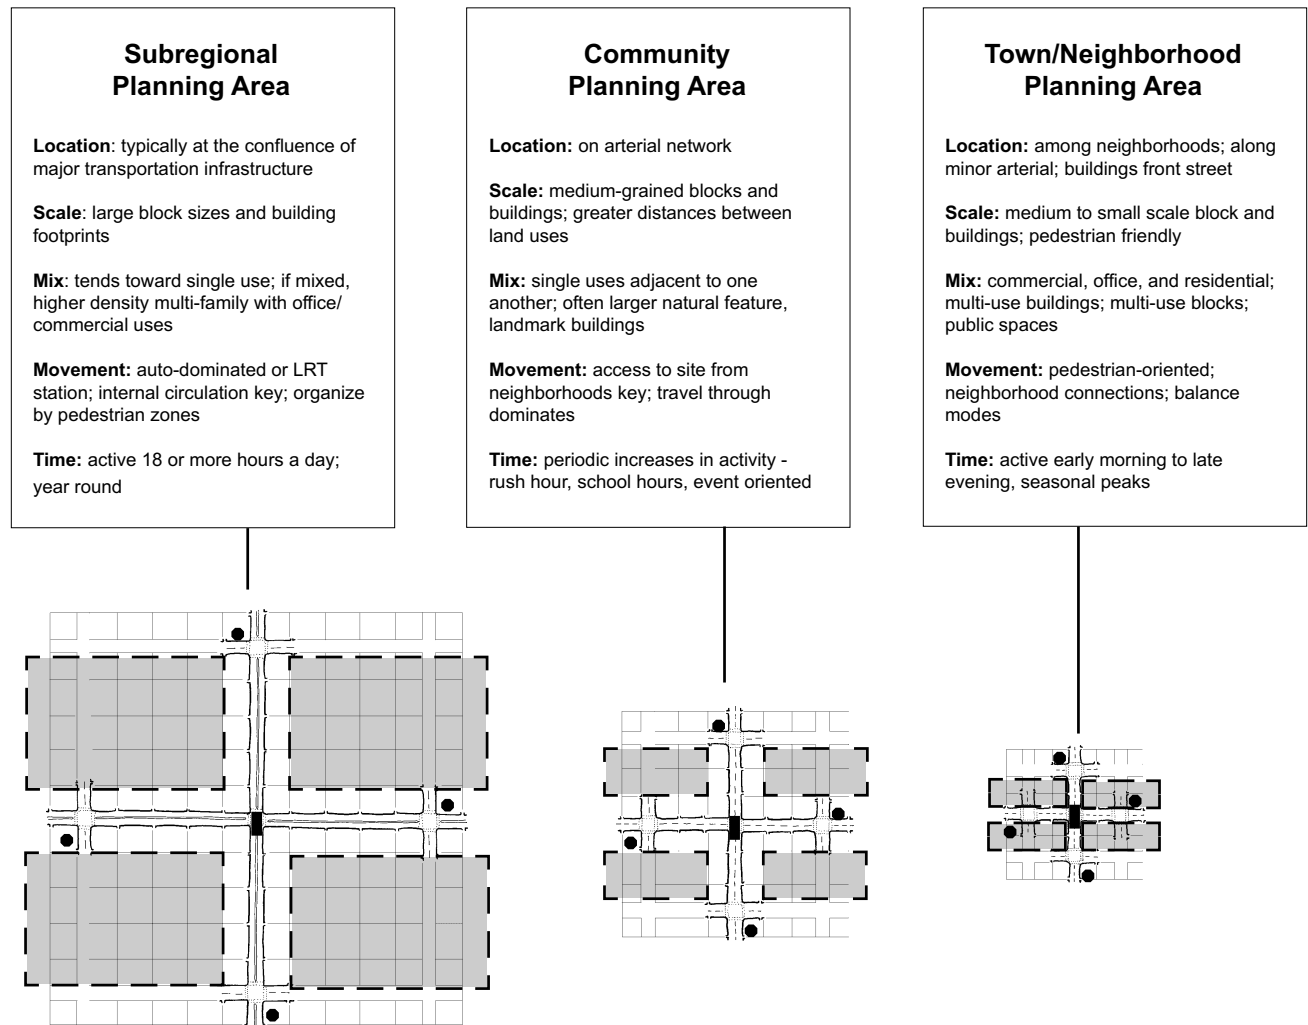 Subregional
Planning Area
Location: typically at the confluence of
major transportation infrastructure
Scale: large block sizes and building
footprints
Mix: tends toward single use; if mixed,
higher density multi-family with office/
commercial uses
Movement: auto-dominated or LRT
station; internal circulation key; organize
by pedestrian zones
Time: active 18 or more hours a day;
year round
Community
Planning Area
Location: on arterial network
Scale: medium-grained blocks and
buildings; greater distances between
land uses
Mix: single uses adjacent to one
another; often larger natural feature,
landmark buildings
Movement: access to site from
neighborhoods key; travel through
dominates
Time: periodic increases in activity -
rush hour, school hours, event oriented
Town/Neighborhood
Planning Area
Location: among neighborhoods; along
minor arterial; buildings front street
Scale: medium to small scale block and
buildings; pedestrian friendly
Mix: commercial, office, and residential;
multi-use buildings; multi-use blocks;
public spaces
Movement: pedestrian-oriented;
neighborhood connections; balance
modes
Time: active early morning to late
evening, seasonal peaks